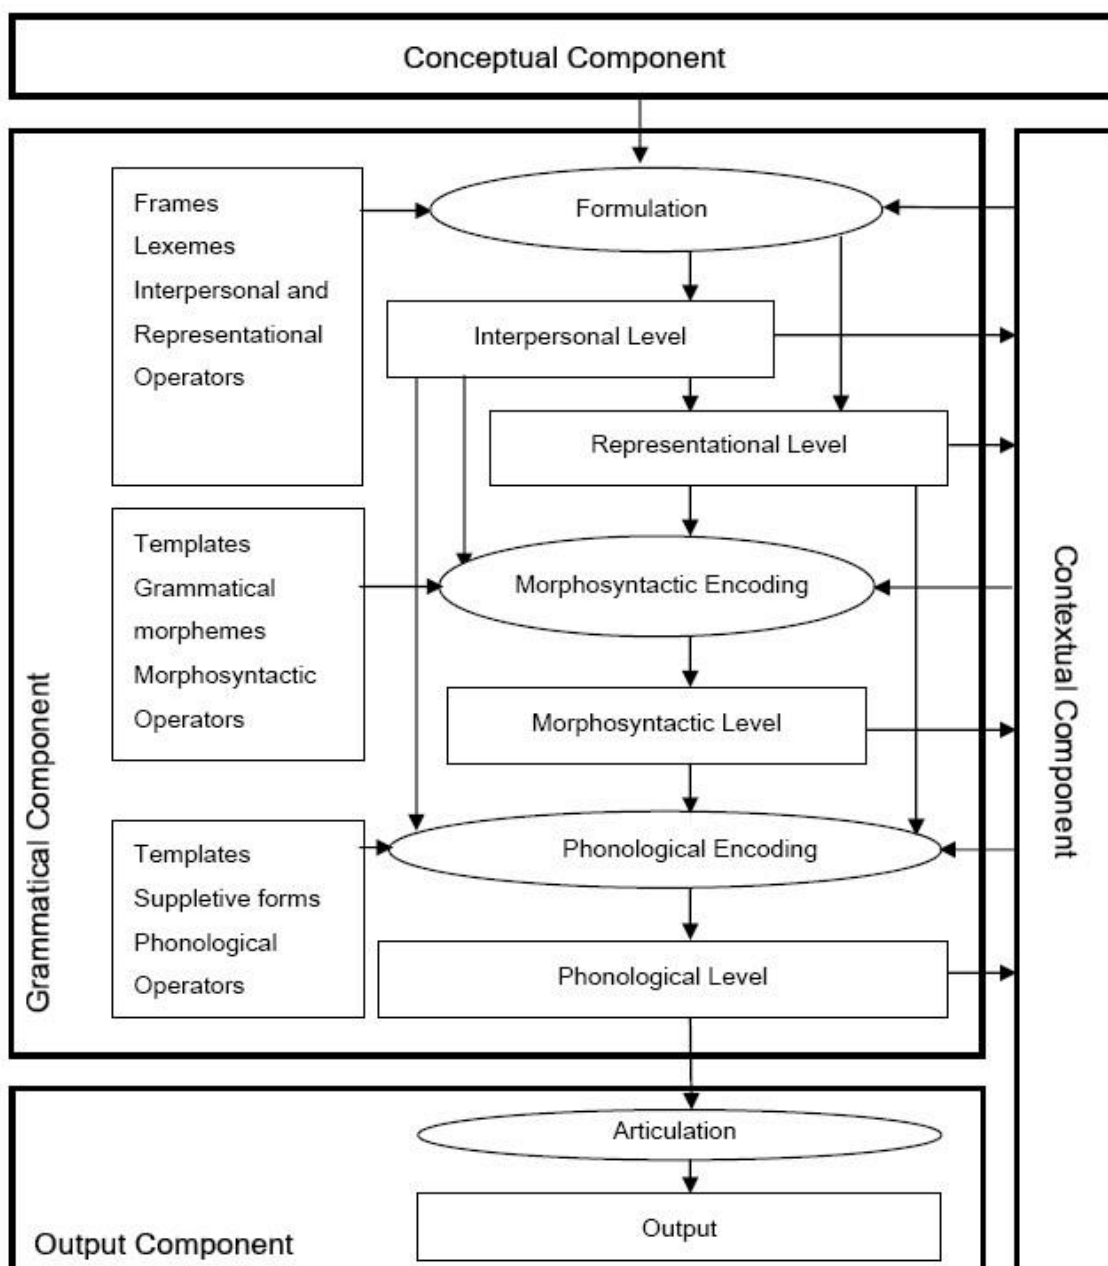 Conceptual Component
Formulation
Frames
Lexemes
Interpersonal and
Representational
Operators
Interpersonal Level
Representational Level
Templates
Grammatical
morphemes
Morphosyntactic
Operators
Morphosyntactic Encoding
Morphosyntactic Level
Templates
Suppletive forms
Phonological
Operators
Phonological Encoding
Phonological Level
Grammatical Component
Contextual Component
Articulation
Output
Output Component